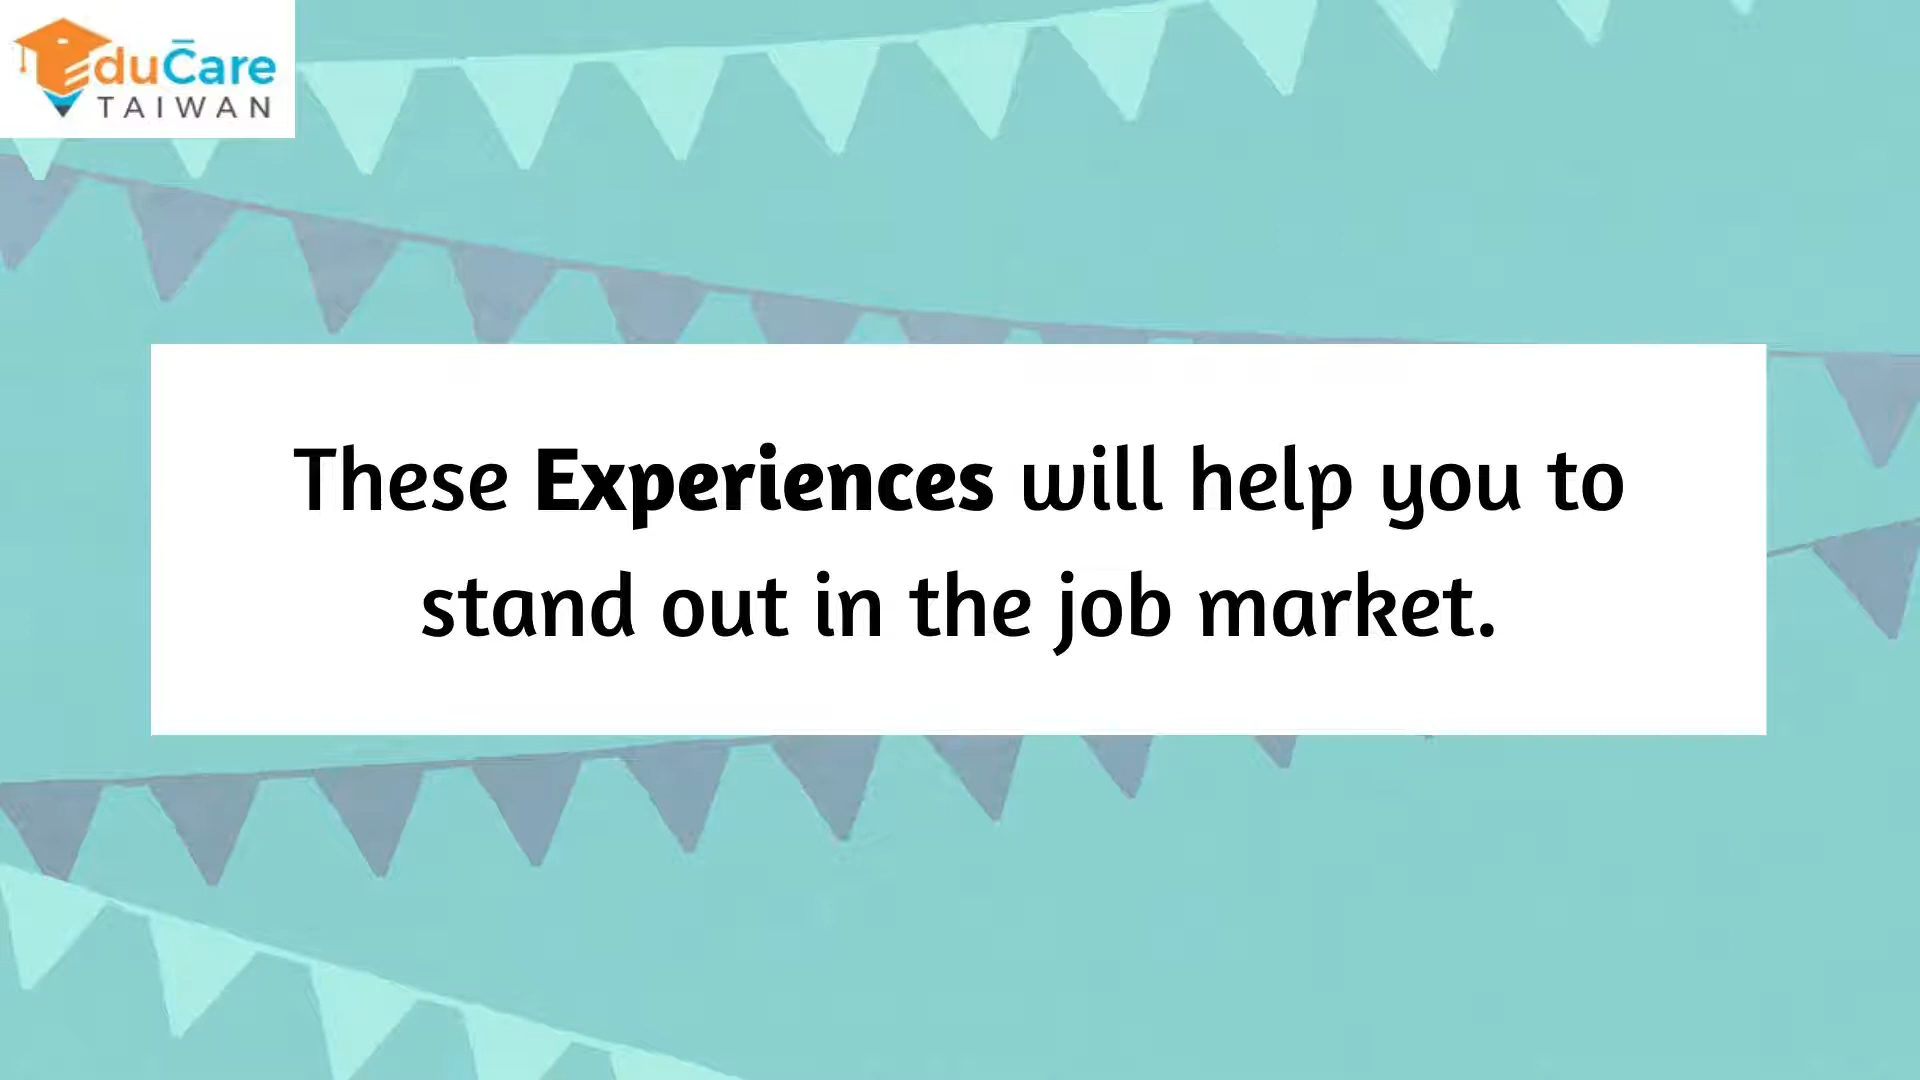 EduCare
TAIWAN
These Experiences will help you to
stand out in the job market.